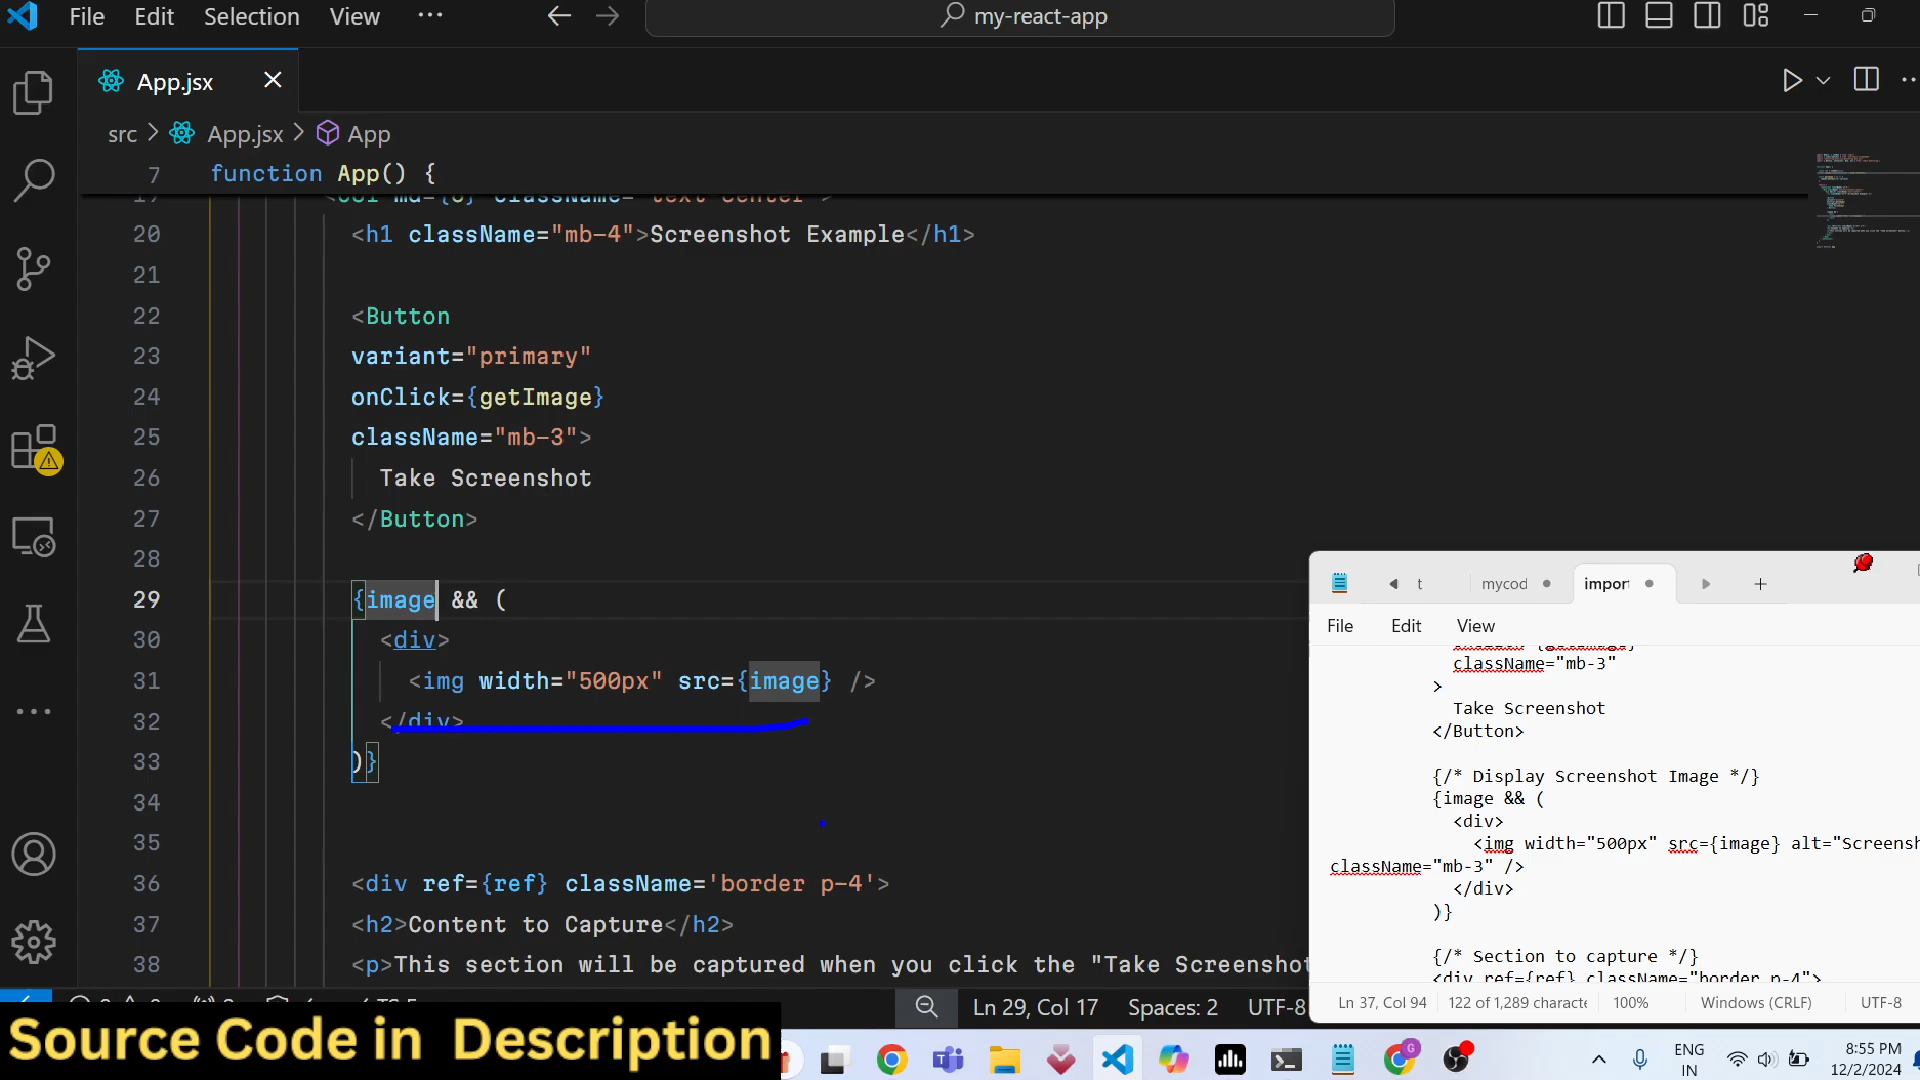 File Edit Selection View ···
my-react-app
App.jsx
src > App.jsx > App
7 function App() {
20 <h1 className="mb-4">Screenshot Example</h1>
21
22 <Button
23 variant="primary"
24 onClick={getImage}
25 className="mb-3">
26 Take Screenshot
27 </Button>
28
29 {image && (
30 <div>
31 <img width="500px" src={image} />
32 </div>
33 )}
34
35
36 <div ref={ref} className='border p-4'>
37 <h2>Content to Capture</h2>
38 <p>This section will be captured when you click the "Take Screenshot
Ln 29, Col 17 Spaces: 2 UTF-8
t mycod import
File Edit View
className="mb-3"
>
Take Screenshot
</Button>
{/* Display Screenshot Image */}
{image && (
<div>
<img width="500px" src={image} alt="Screensh
className="mb-3" />
</div>
)}
{/* Section to capture */}
<div ref={ref} className="border p-4">
Ln 37, Col 94 122 of 1,289 characte 100% Windows (CRLF) UTF-8
Source Code in Description
ENG
IN
8:55 PM
12/2/2024